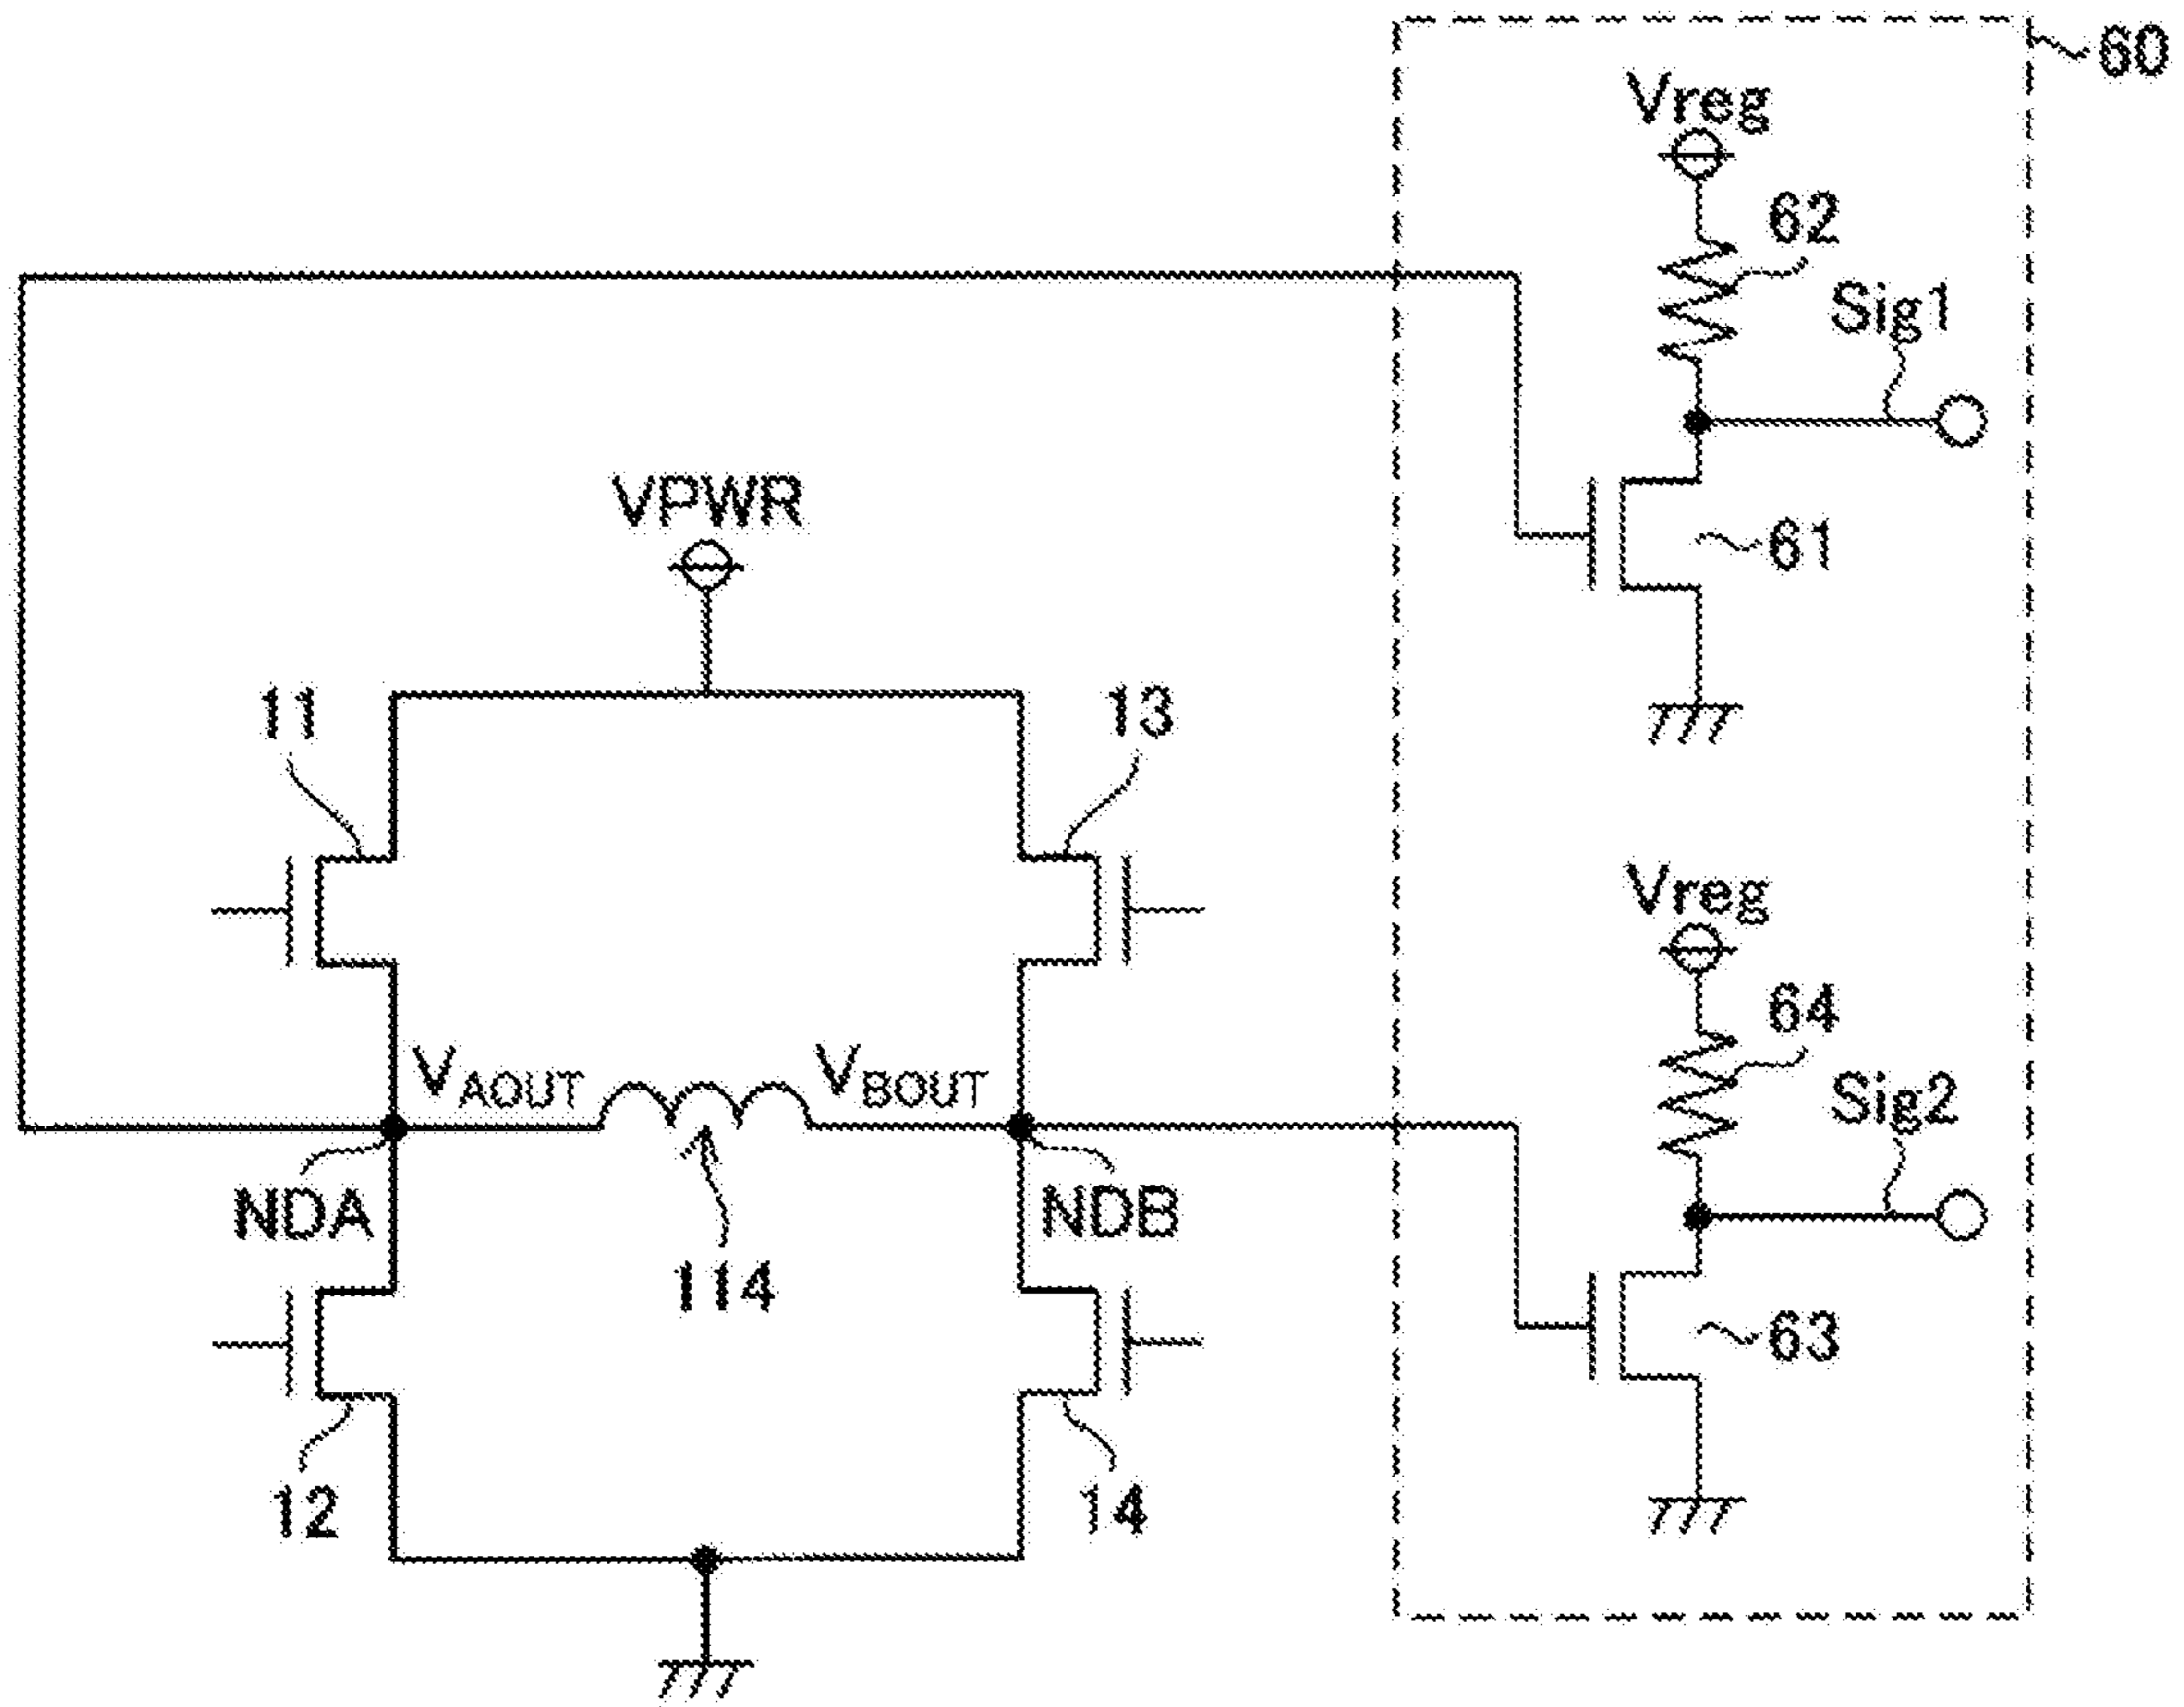 60
Vreg
62
Sig1
VPWR
61
11
13
Vreg
64
VAOUT
VBOUT
Sig2
NDA
NDB
114
63
12
14